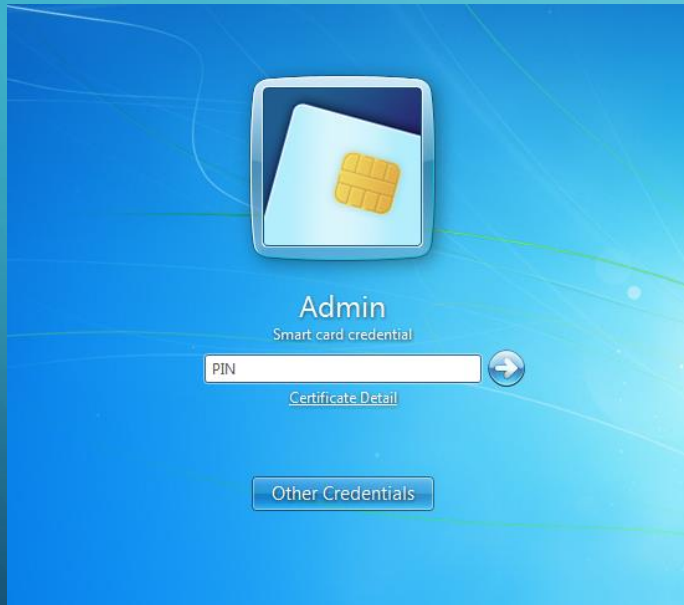 Admin
Smart card credential
PIN
Certificate Detail
Other Credentials